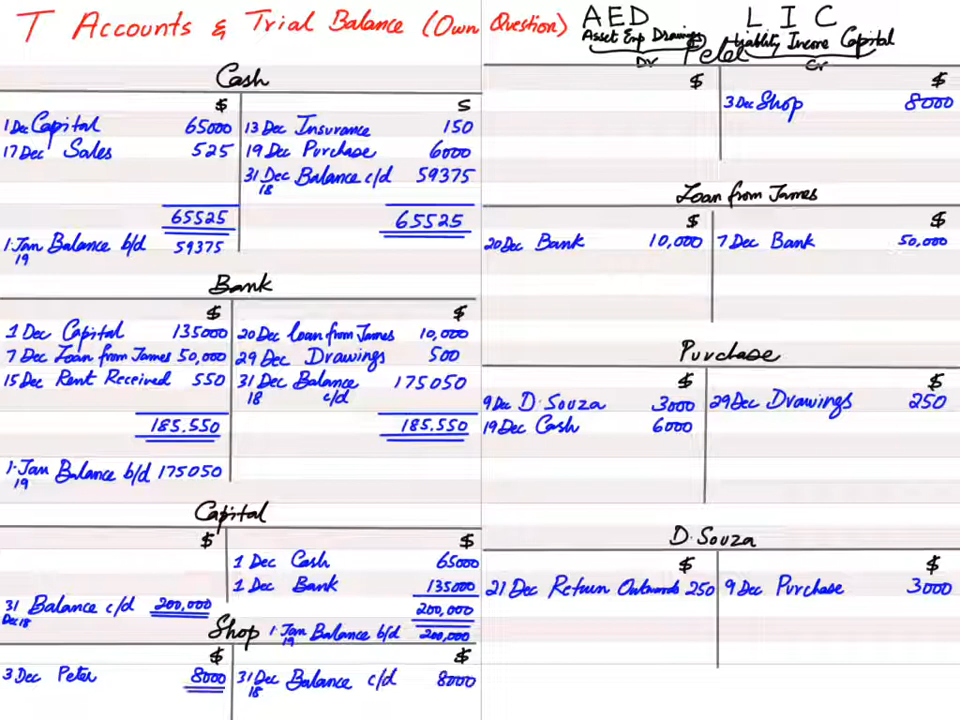 T Accounts & Trial Balance (Own Question)
AED
Asset Exp Drawings
Dr
L I C
Liability Income Capital
Cr
Cash
$ $
1 Dec Capital 65000 13 Dec Insurance 150
17 Dec Sales 525 19 Dec Purchase 6000
31 Dec 18 Balance c/d 59375
65525 65525
1 Jan 19 Balance b/d 59375
Bank
$ $
1 Dec Capital 135000 20 Dec loan from James 10,000
7 Dec Loan from James 50,000 29 Dec Drawings 500
15 Dec Rent Received 550 31 Dec 18 Balance c/d 175050
185.550 185.550
1 Jan 19 Balance b/d 175050
Capital
$
1 Dec Cash 65000
1 Dec Bank 135000
31 Dec 18 Balance c/d 200,000 200,000
1 Jan 19 Balance b/d 200,000
Shop
$ $
3 Dec Peter 8000 31 Dec 18 Balance c/d 8000
Peter
$ $
3 Dec Shop 8000
Loan from James
$ $
20 Dec Bank 10,000 7 Dec Bank 50,000
Purchase
$ $
9 Dec D. Souza 3000 29 Dec Drawings 250
19 Dec Cash 6000
D. Souza
$ $
21 Dec Return Outwards 250 9 Dec Purchase 3000